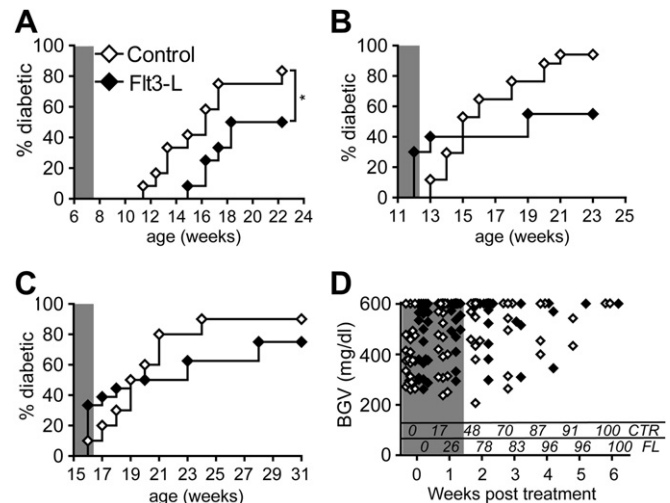 A
B
100
80
60
40
20
0
% diabetic
Control
Flt3-L
*
6 8 10 12 14 16 18 20 22 24
age (weeks)
100
80
60
40
20
0
% diabetic
11 13 15 17 19 21 23 25
age (weeks)
C
D
100
80
60
40
20
0
% diabetic
15 17 19 21 23 25 27 29 31
age (weeks)
600
400
200
0
BGV (mg/dl)
0 17 48 70 87 91 100 CTR
0 26 78 83 96 96 100 FL
0 1 2 3 4 5 6
Weeks post treatment